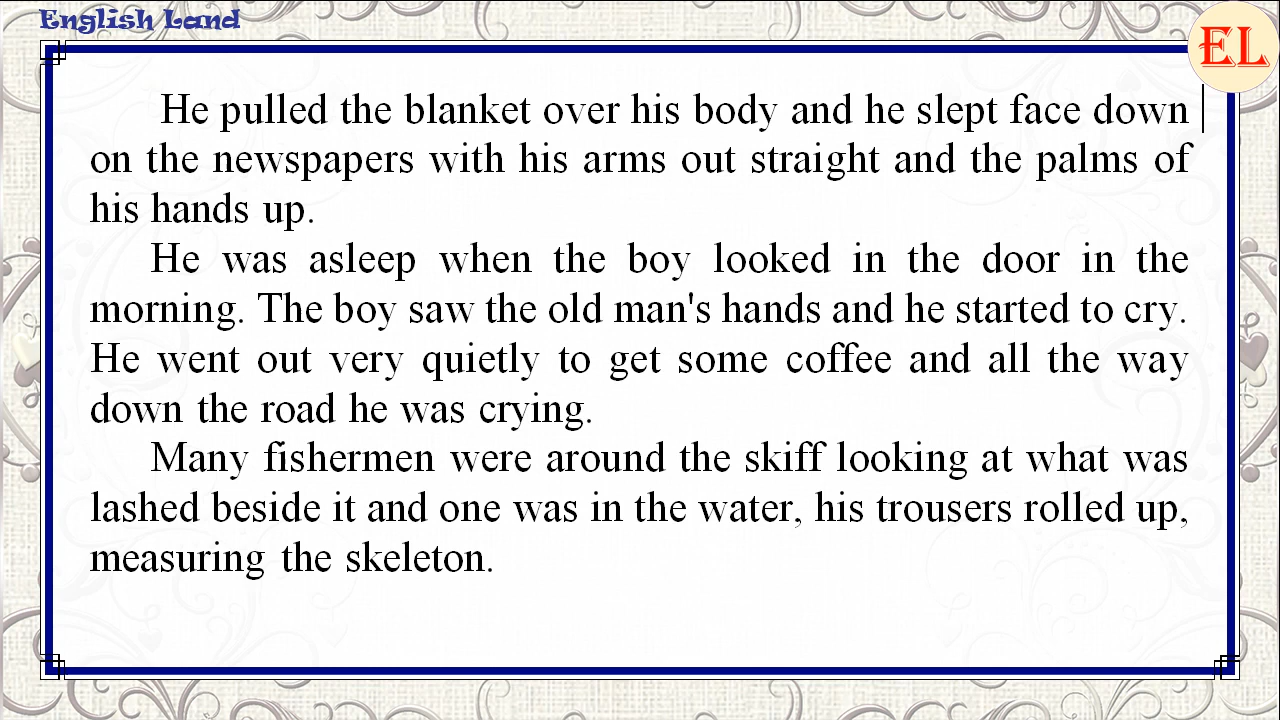 English Land
EL
He pulled the blanket over his body and he slept face down
on the newspapers with his arms out straight and the palms of
his hands up.
He was asleep when the boy looked in the door in the
morning. The boy saw the old man's hands and he started to cry.
He went out very quietly to get some coffee and all the way
down the road he was crying.
Many fishermen were around the skiff looking at what was
lashed beside it and one was in the water, his trousers rolled up,
measuring the skeleton.